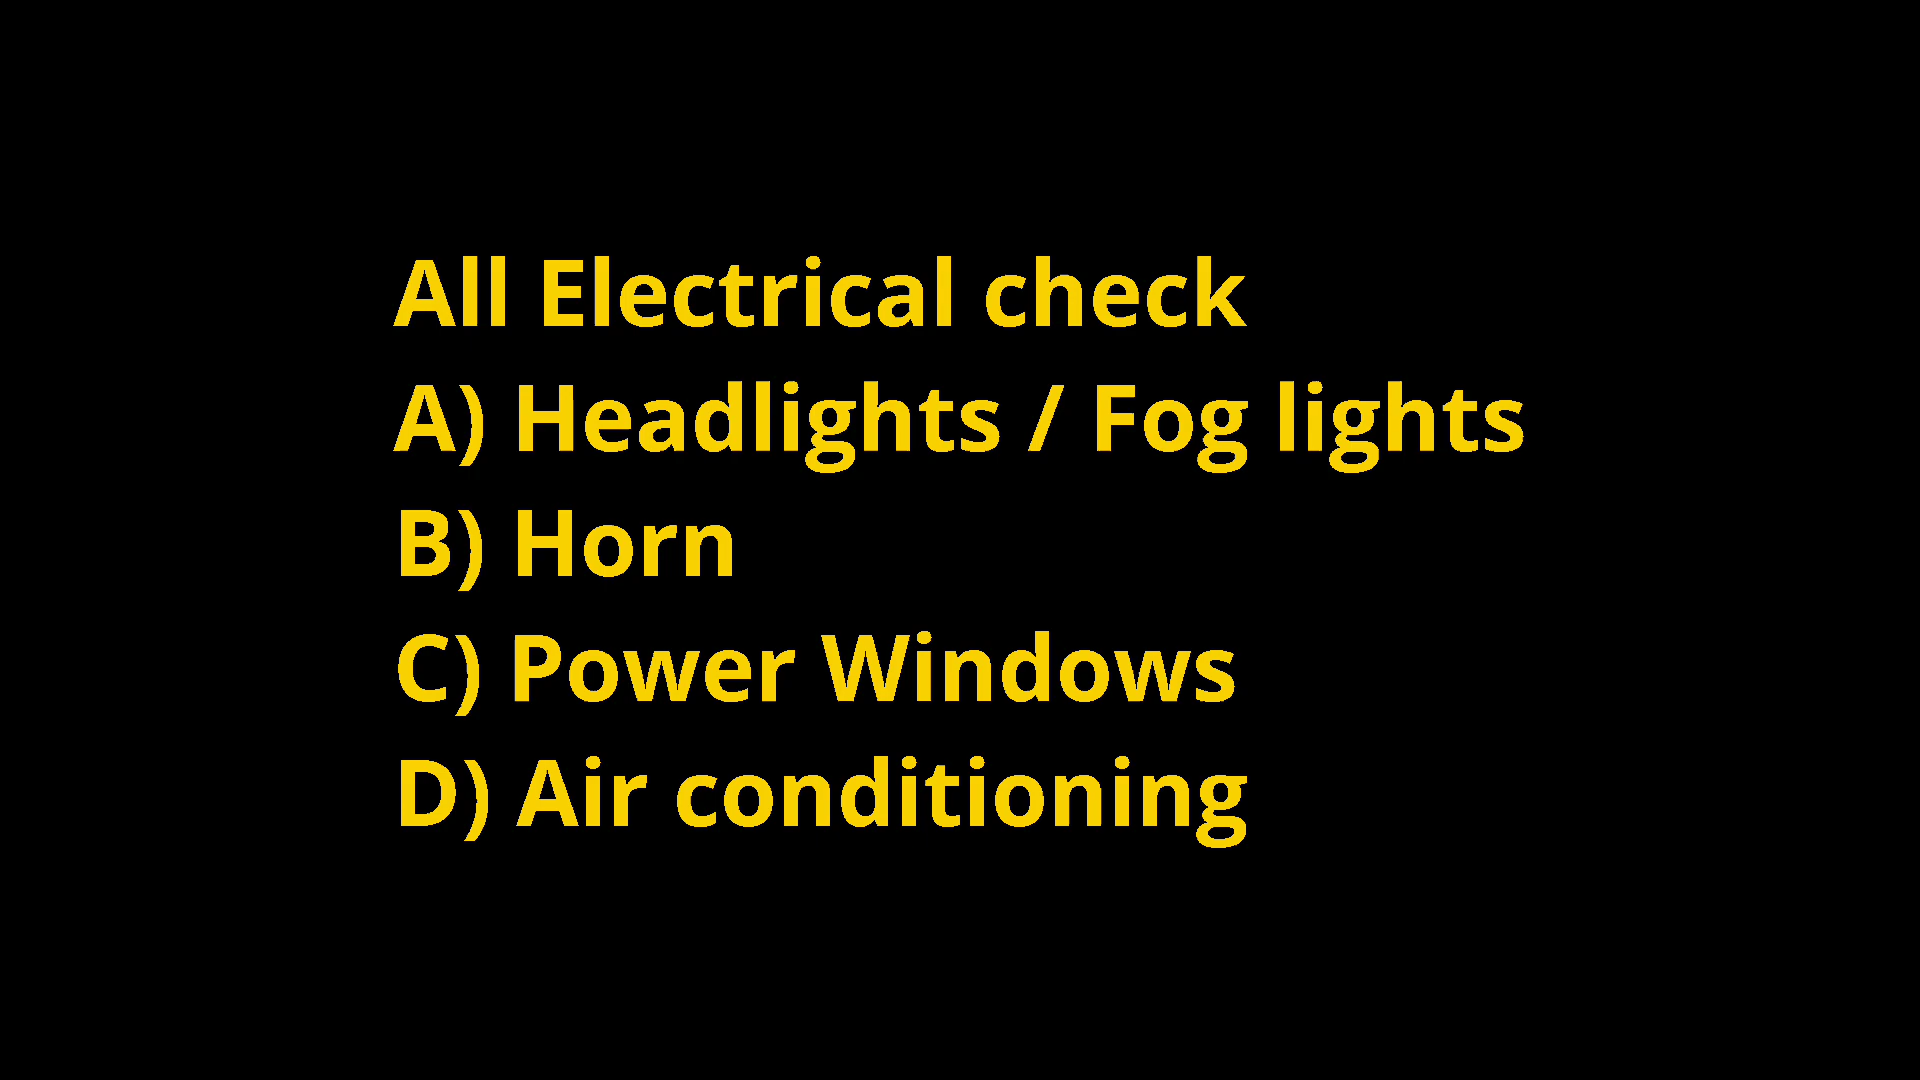 All Electrical check
A) Headlights / Fog lights
B) Horn
C) Power Windows
D) Air conditioning